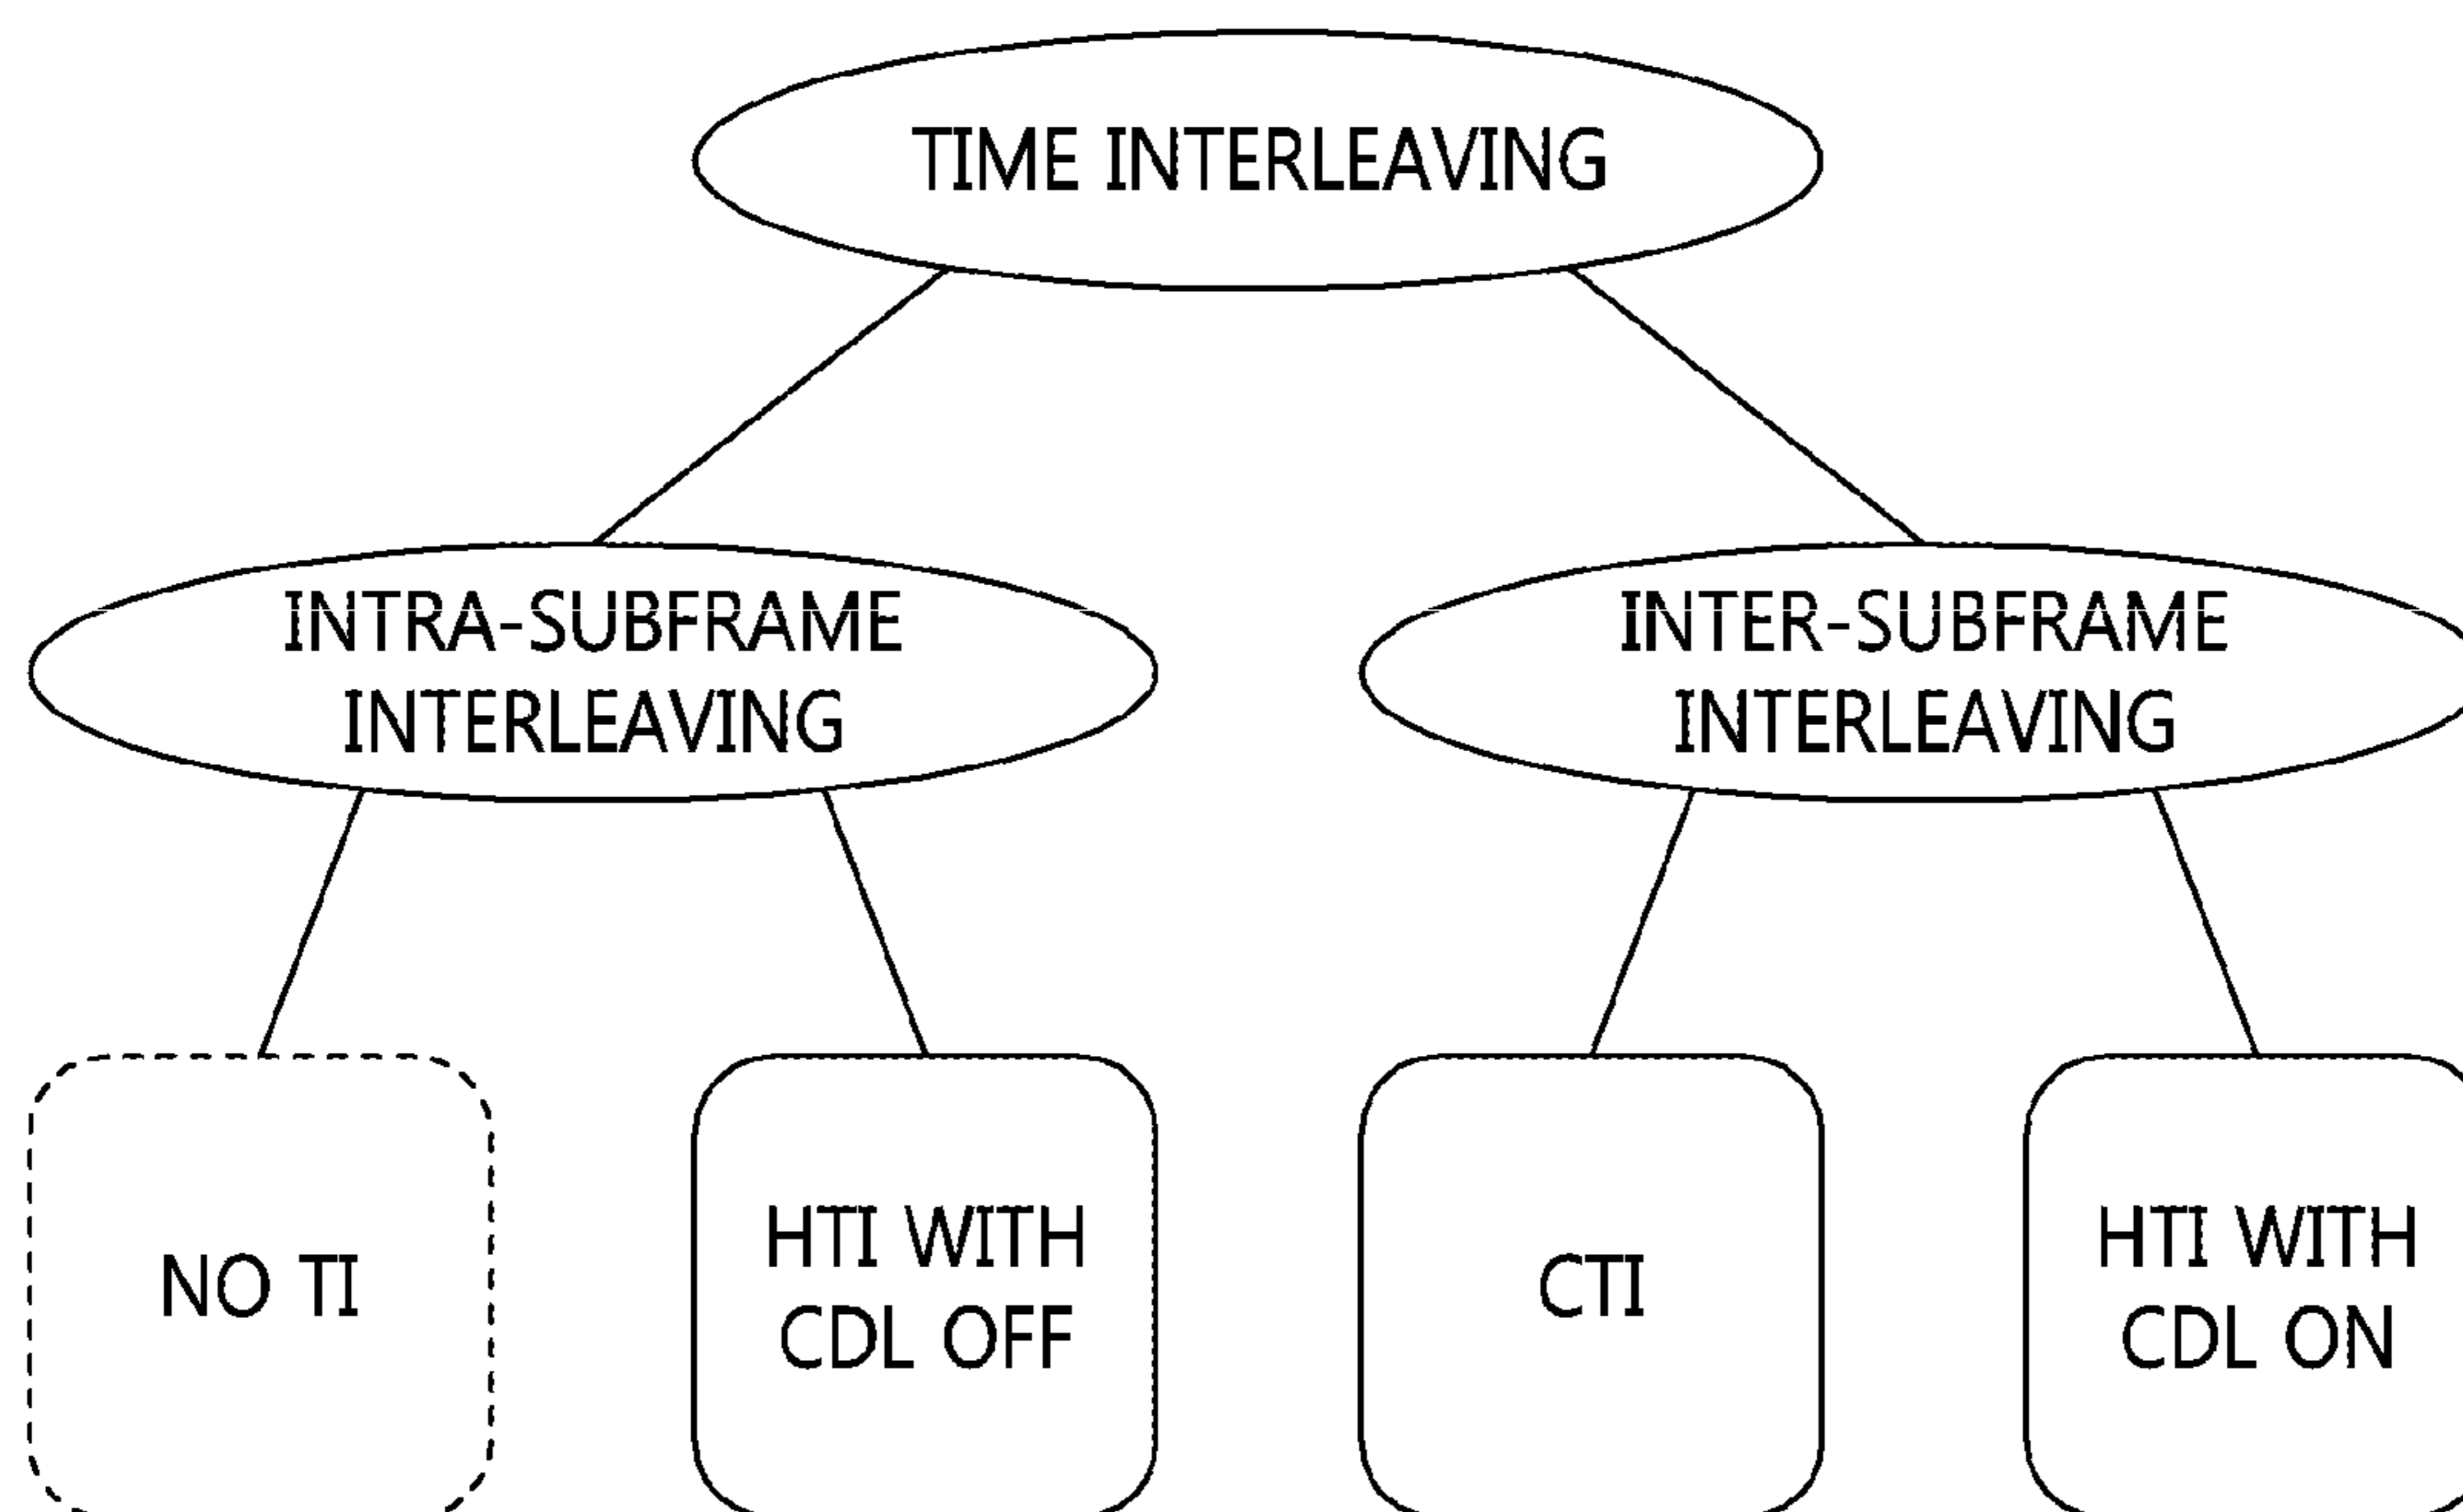 TIME INTERLEAVING
INTRA-SUBFRAME
INTERLEAVING
INTER-SUBFRAME
INTERLEAVING
NO TI
HTI WITH
CDL OFF
CTI
HTI WITH
CDL ON